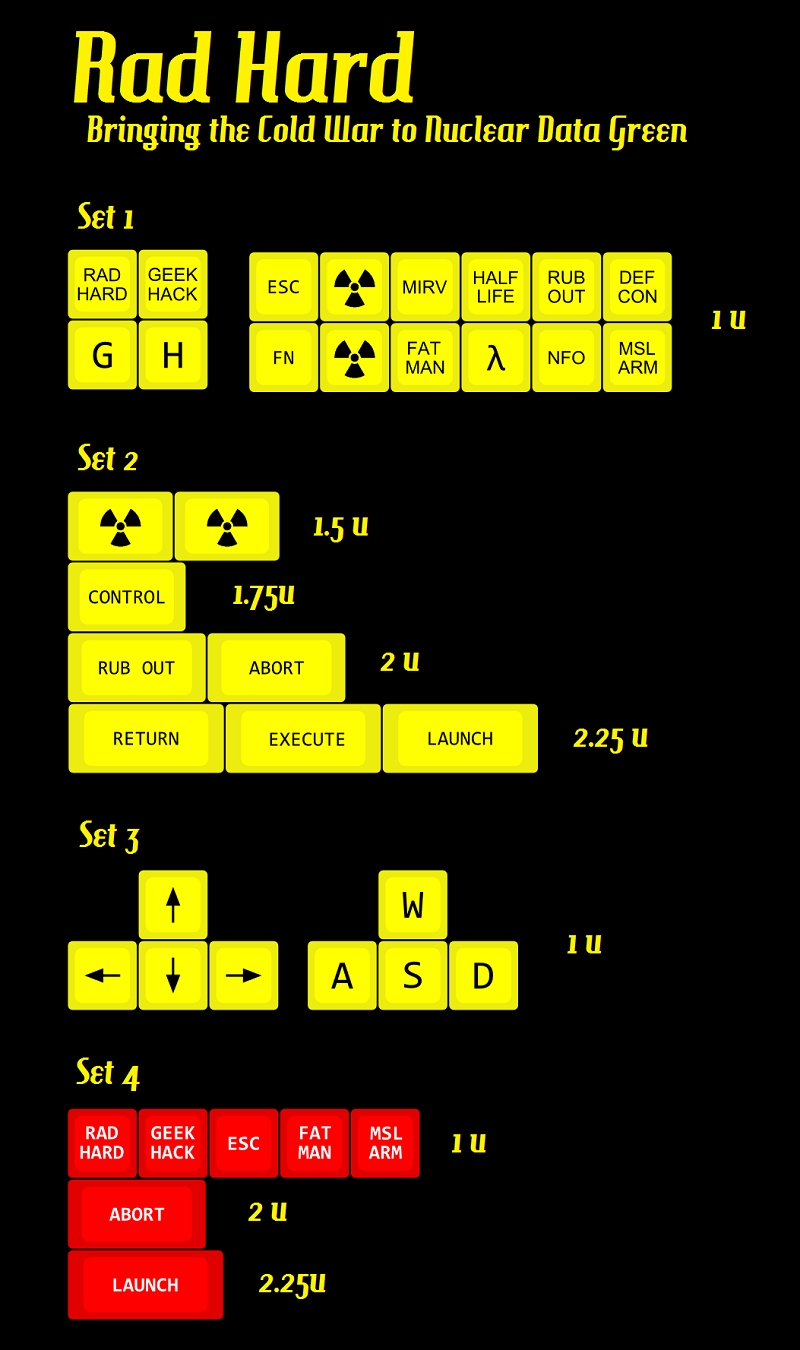 Rad Hard
Bringing the Cold War to Nuclear Data Green
Set 1
RAD HARD
GEEK HACK
ESC
MIRV
HALF LIFE
RUB OUT
DEF CON
G
H
FN
FAT MAN
λ
NFO
MSL ARM
1 U
Set 2
1.5 U
CONTROL
1.75U
RUB OUT
ABORT
2 U
RETURN
EXECUTE
LAUNCH
2.25 U
Set 3
↑
←
↓
→
W
A
S
D
1 U
Set 4
RAD HARD
GEEK HACK
ESC
FAT MAN
MSL ARM
1 U
ABORT
2 U
LAUNCH
2.25U